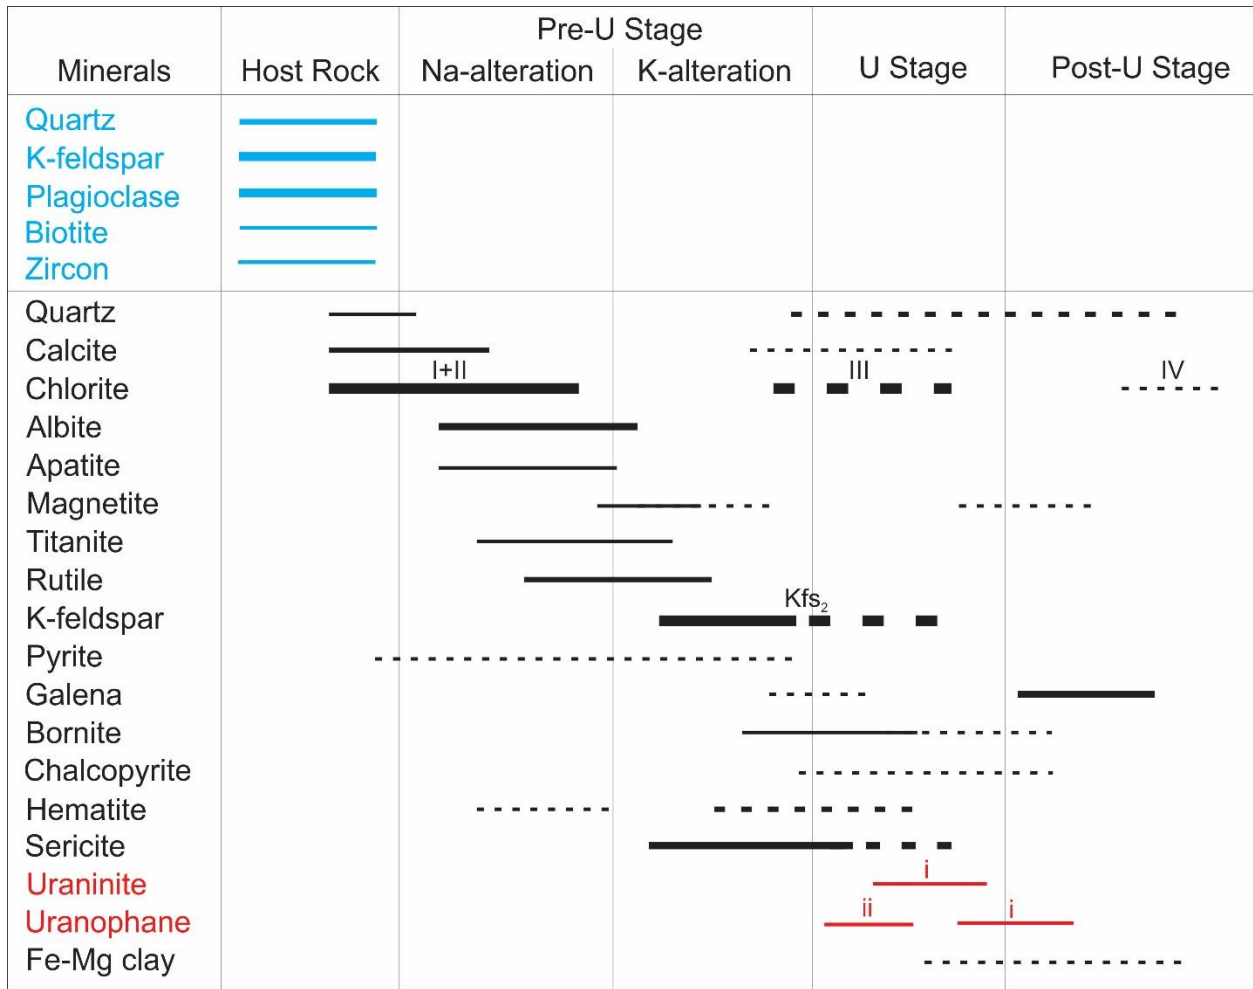 Pre-U Stage
Minerals Host Rock Na-alteration K-alteration U Stage Post-U Stage
Quartz
K-feldspar
Plagioclase
Biotite
Zircon
Quartz
Calcite
I+II III IV
Chlorite
Albite
Apatite
Magnetite
Titanite
Rutile
Kfs₂
K-feldspar
Pyrite
Galena
Bornite
Chalcopyrite
Hematite
Sericite
i
Uraninite
ii i
Uranophane
Fe-Mg clay